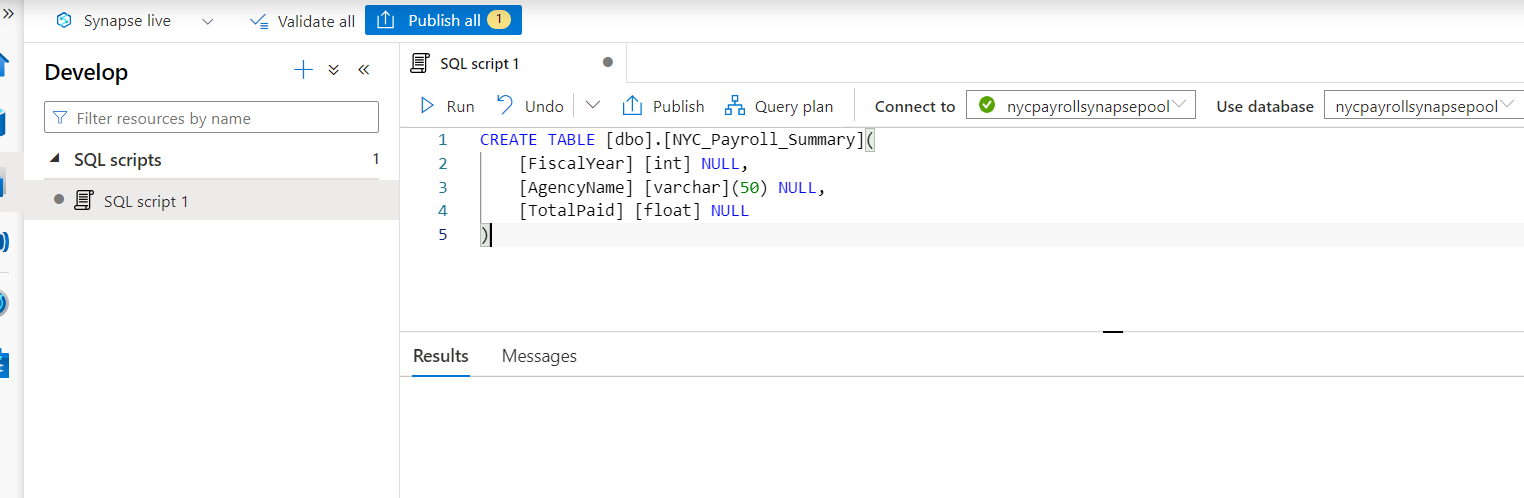 Synapse live
Validate all
Publish all 1
Develop
SQL script 1
Filter resources by name
Run
Undo
Publish
Query plan
Connect to
nycpayrollsynapsepool
Use database
nycpayrollsynapsepool
SQL scripts 1
SQL script 1
1 CREATE TABLE [dbo].[NYC_Payroll_Summary](
2 [FiscalYear] [int] NULL,
3 [AgencyName] [varchar](50) NULL,
4 [TotalPaid] [float] NULL
5 )
Results
Messages